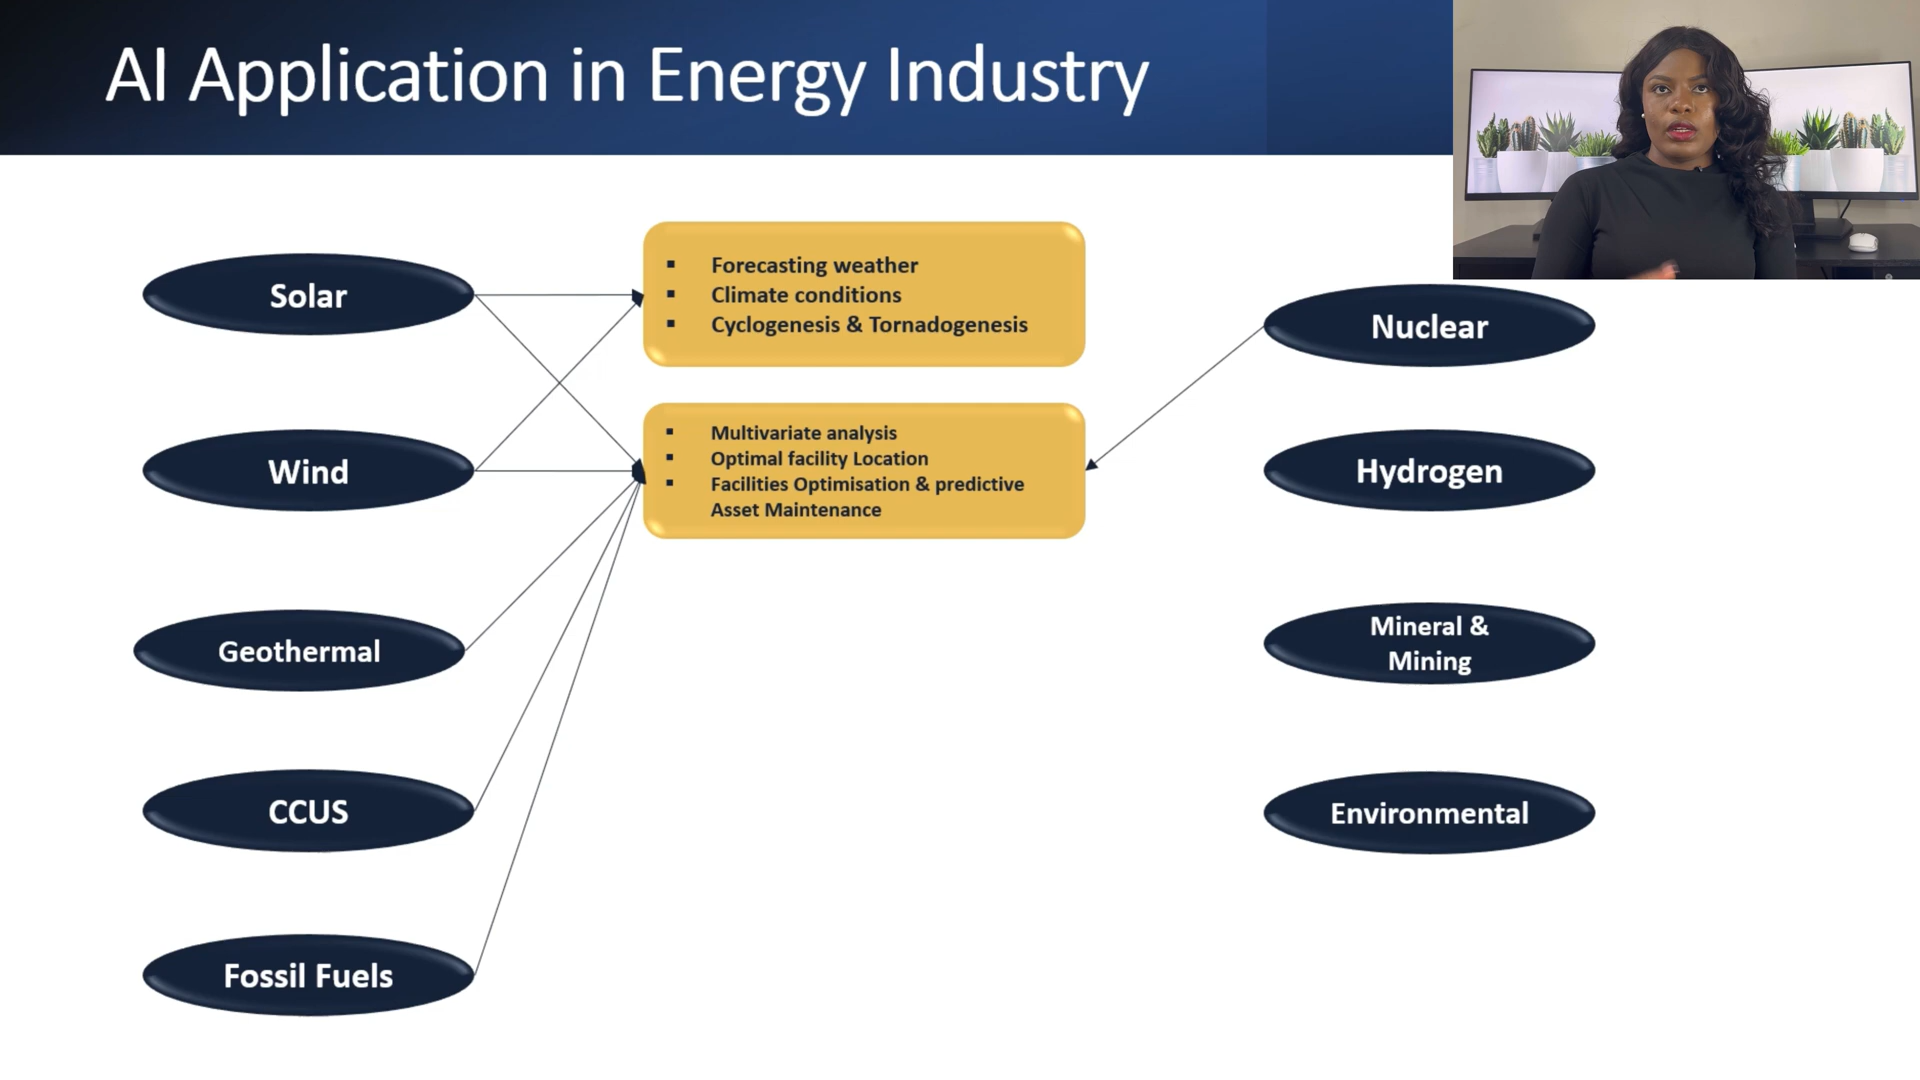 AI Application in Energy Industry
Solar
Wind
Geothermal
CCUS
Fossil Fuels
▪ Forecasting weather
▪ Climate conditions
▪ Cyclogenesis & Tornadogenesis
▪ Multivariate analysis
▪ Optimal facility Location
▪ Facilities Optimisation & predictive
Asset Maintenance
Nuclear
Hydrogen
Mineral &
Mining
Environmental